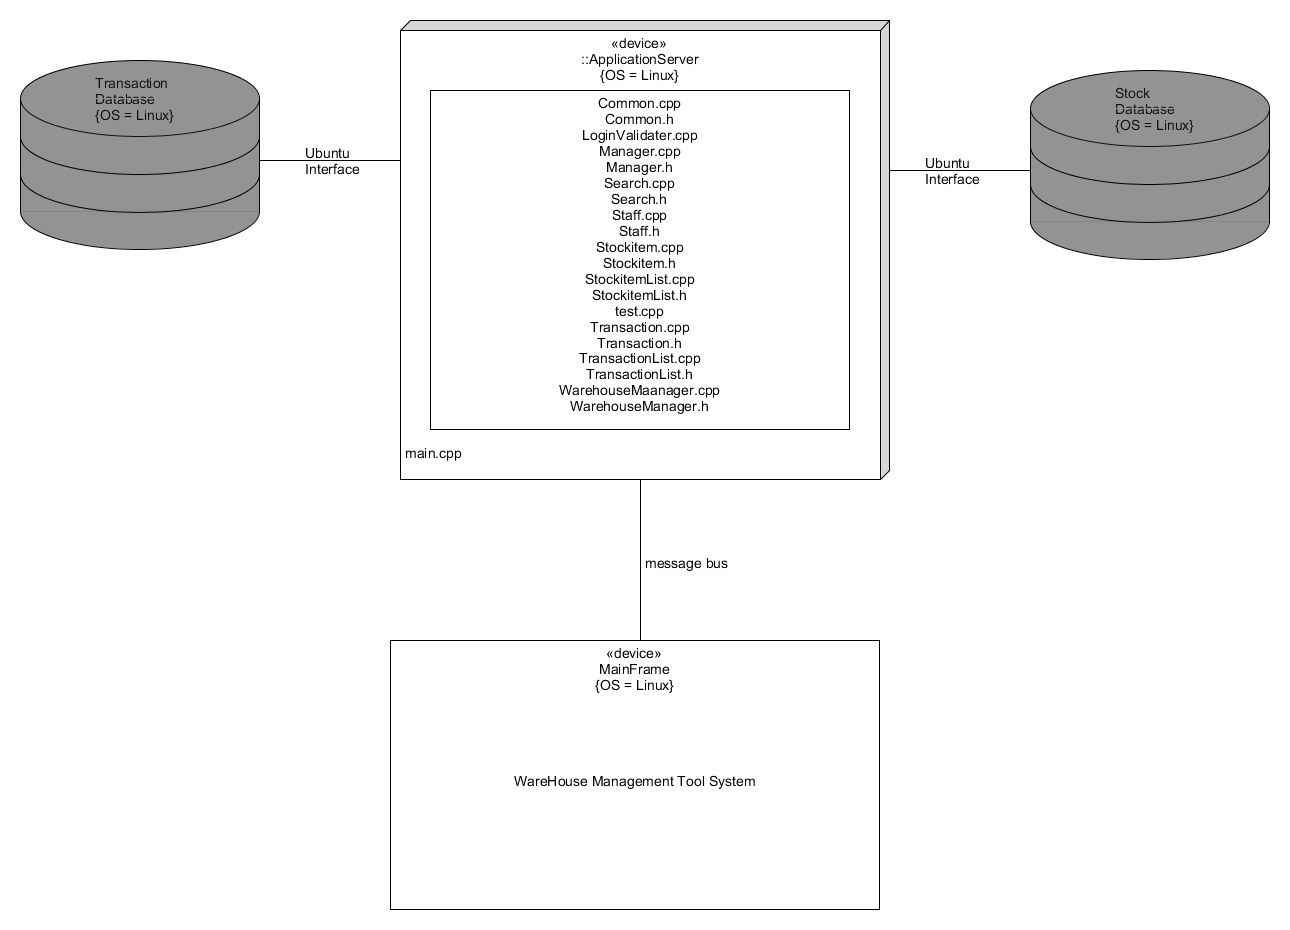 Transaction
Database
{OS = Linux}
Ubuntu
Interface
«device»
::ApplicationServer
{OS = Linux}
Common.cpp
Common.h
LoginValidater.cpp
Manager.cpp
Manager.h
Search.cpp
Search.h
Staff.cpp
Staff.h
Stockitem.cpp
Stockitem.h
StockitemList.cpp
StockitemList.h
test.cpp
Transaction.cpp
Transaction.h
TransactionList.cpp
TransactionList.h
WarehouseMaanager.cpp
WarehouseManager.h
main.cpp
Ubuntu
Interface
Stock
Database
{OS = Linux}
message bus
«device»
MainFrame
{OS = Linux}
WareHouse Management Tool System